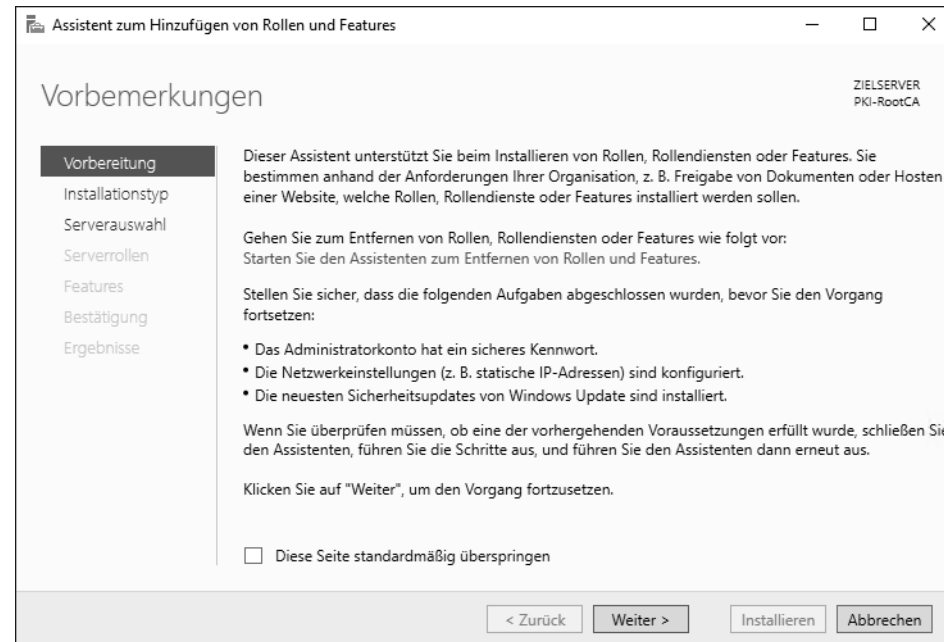 Assistent zum Hinzufügen von Rollen und Features
Vorbemerkungen
ZIELSERVER
PKI-RootCA
Vorbereitung
Installationstyp
Serverauswahl
Serverrollen
Features
Bestätigung
Ergebnisse
Dieser Assistent unterstützt Sie beim Installieren von Rollen, Rollendiensten oder Features. Sie
bestimmen anhand der Anforderungen Ihrer Organisation, z. B. Freigabe von Dokumenten oder Hosten
einer Website, welche Rollen, Rollendienste oder Features installiert werden sollen.
Gehen Sie zum Entfernen von Rollen, Rollendiensten oder Features wie folgt vor:
Starten Sie den Assistenten zum Entfernen von Rollen und Features.
Stellen Sie sicher, dass die folgenden Aufgaben abgeschlossen wurden, bevor Sie den Vorgang
fortsetzen:
• Das Administratorkonto hat ein sicheres Kennwort.
• Die Netzwerkeinstellungen (z. B. statische IP-Adressen) sind konfiguriert.
• Die neuesten Sicherheitsupdates von Windows Update sind installiert.
Wenn Sie überprüfen müssen, ob eine der vorhergehenden Voraussetzungen erfüllt wurde, schließen Sie
den Assistenten, führen Sie die Schritte aus, und führen Sie den Assistenten dann erneut aus.
Klicken Sie auf "Weiter", um den Vorgang fortzusetzen.
Diese Seite standardmäßig überspringen
< Zurück
Weiter >
Installieren
Abbrechen